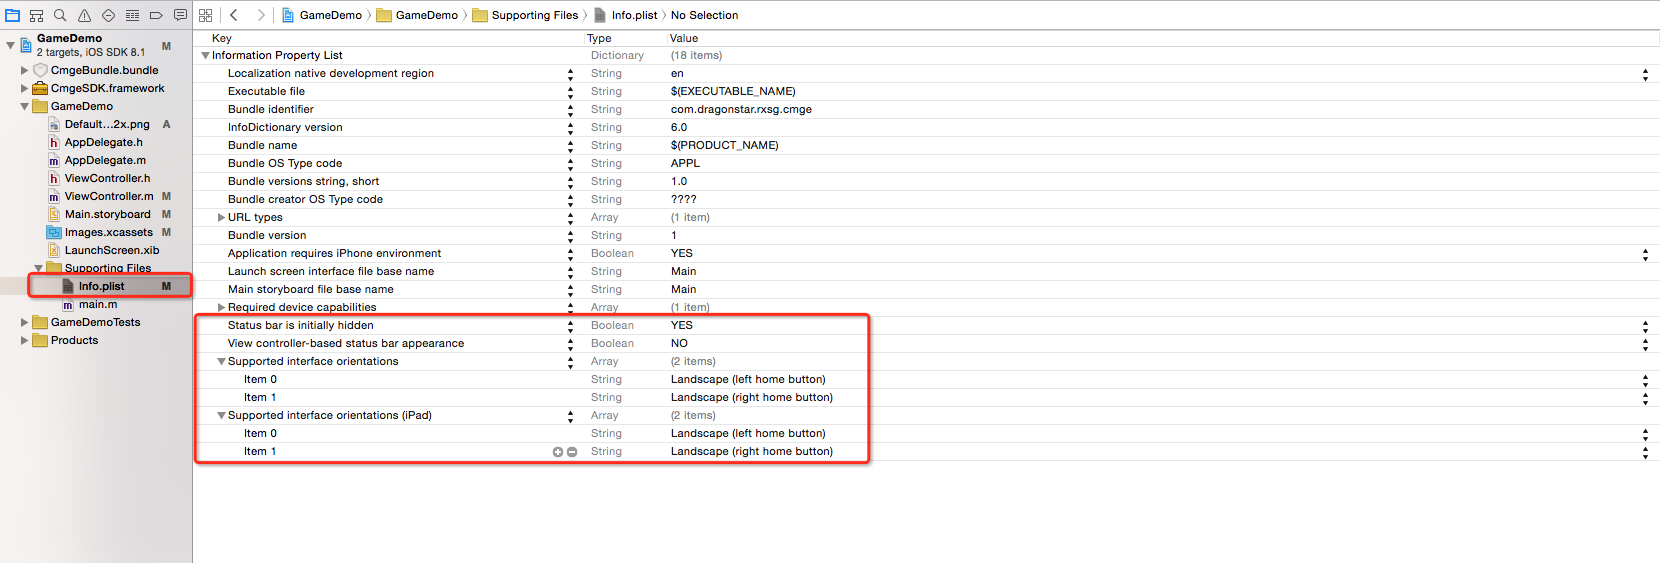 GameDemo GameDemo Supporting Files Info.plist No Selection
GameDemo
2 targets, iOS SDK 8.1 M
CmgeBundle.bundle
CmgeSDK.framework
GameDemo
Default...2x.png A
AppDelegate.h
AppDelegate.m
ViewController.h
ViewController.m M
Main.storyboard M
Images.xcassets M
LaunchScreen.xib
Supporting Files
Info.plist M
main.m
GameDemoTests
Products
Key Type Value
Information Property List Dictionary (18 items)
Localization native development region String en
Executable file String $(EXECUTABLE_NAME)
Bundle identifier String com.dragonstar.rxsg.cmge
InfoDictionary version String 6.0
Bundle name String $(PRODUCT_NAME)
Bundle OS Type code String APPL
Bundle versions string, short String 1.0
Bundle creator OS Type code String ????
URL types Array (1 item)
Bundle version String 1
Application requires iPhone environment Boolean YES
Launch screen interface file base name String Main
Main storyboard file base name String Main
Required device capabilities Array (1 item)
Status bar is initially hidden Boolean YES
View controller-based status bar appearance Boolean NO
Supported interface orientations Array (2 items)
Item 0 String Landscape (left home button)
Item 1 String Landscape (right home button)
Supported interface orientations (iPad) Array (2 items)
Item 0 String Landscape (left home button)
Item 1 String Landscape (right home button)